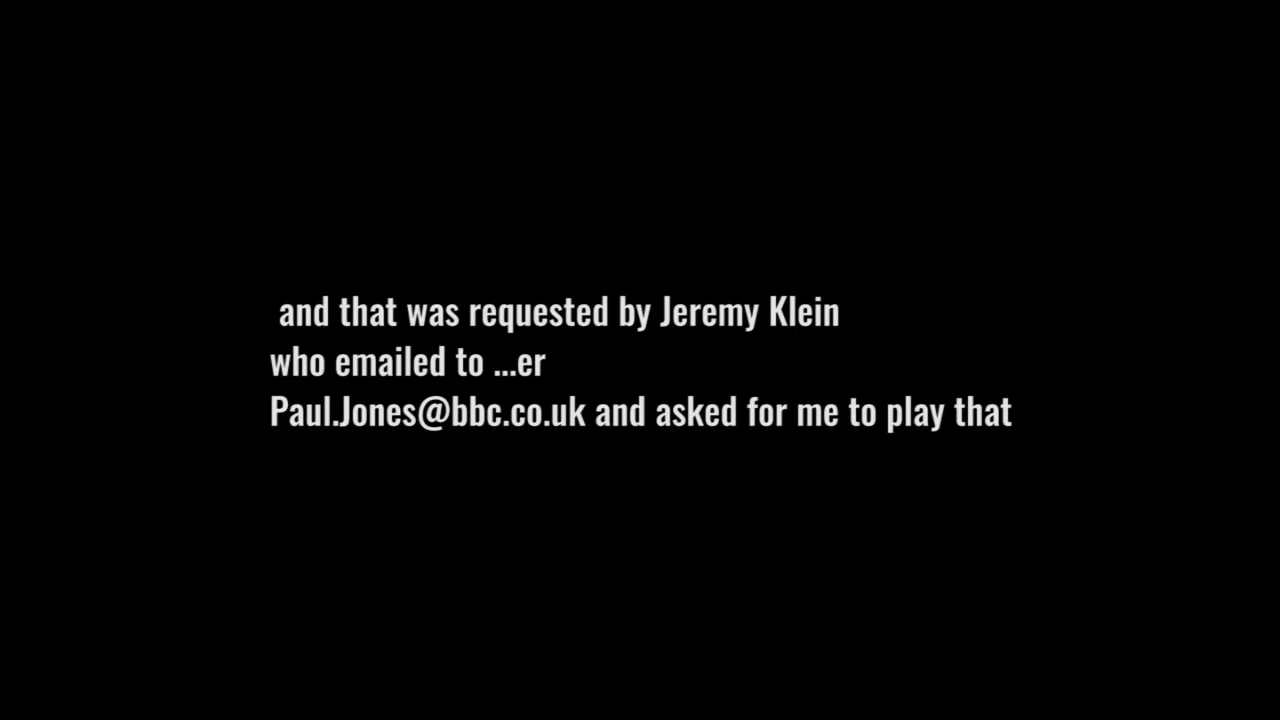 and that was requested by Jeremy Klein
who emailed to ...er
Paul.Jones@bbc.co.uk and asked for me to play that